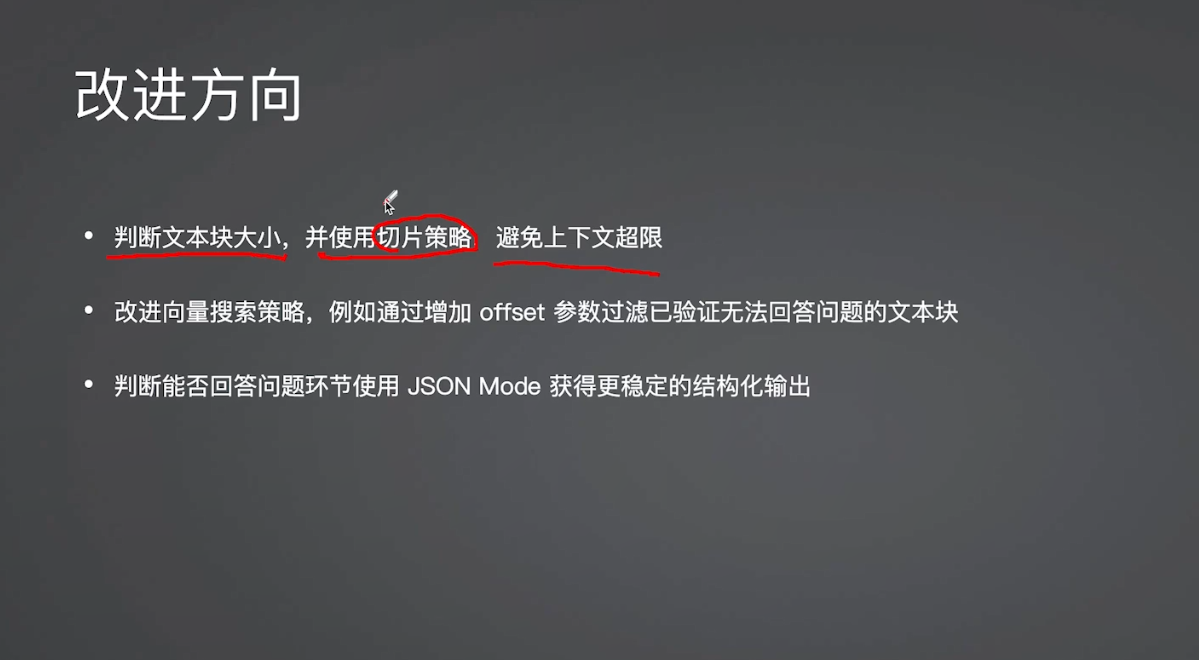 改进方向
• 判断文本块大小，并使用切片策略 避免上下文超限
• 改进向量搜索策略，例如通过增加 offset 参数过滤已验证无法回答问题的文本块
• 判断能否回答问题环节使用 JSON Mode 获得更稳定的结构化输出